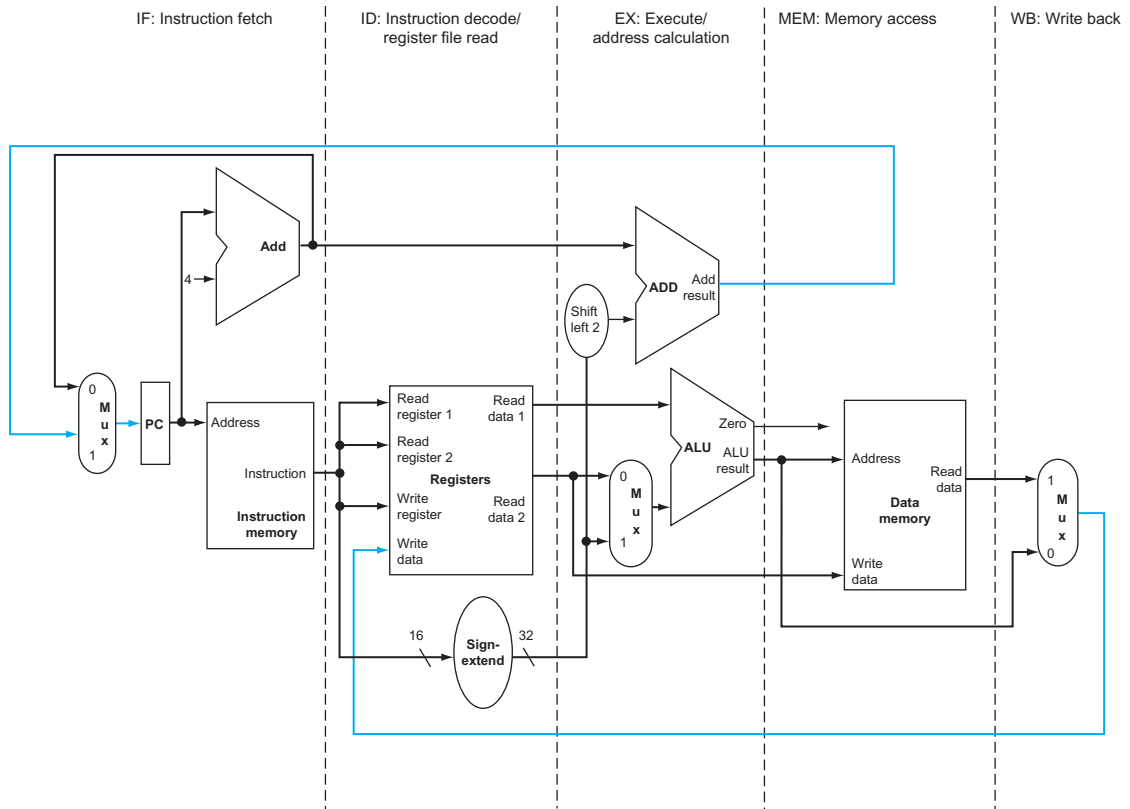 IF: Instruction fetch
ID: Instruction decode/
register file read
EX: Execute/
address calculation
MEM: Memory access
WB: Write back
Add
4
ADD
Add
result
Shift
left 2
0
M
u
x
1
PC
Address
Instruction
Instruction
memory
Read
register 1
Read
register 2
Registers
Write
register
Write
data
Read
data 1
Read
data 2
16
Sign-
extend
32
0
M
u
x
1
Zero
ALU
ALU
result
Address
Read
data
Data
memory
Write
data
1
M
u
x
0